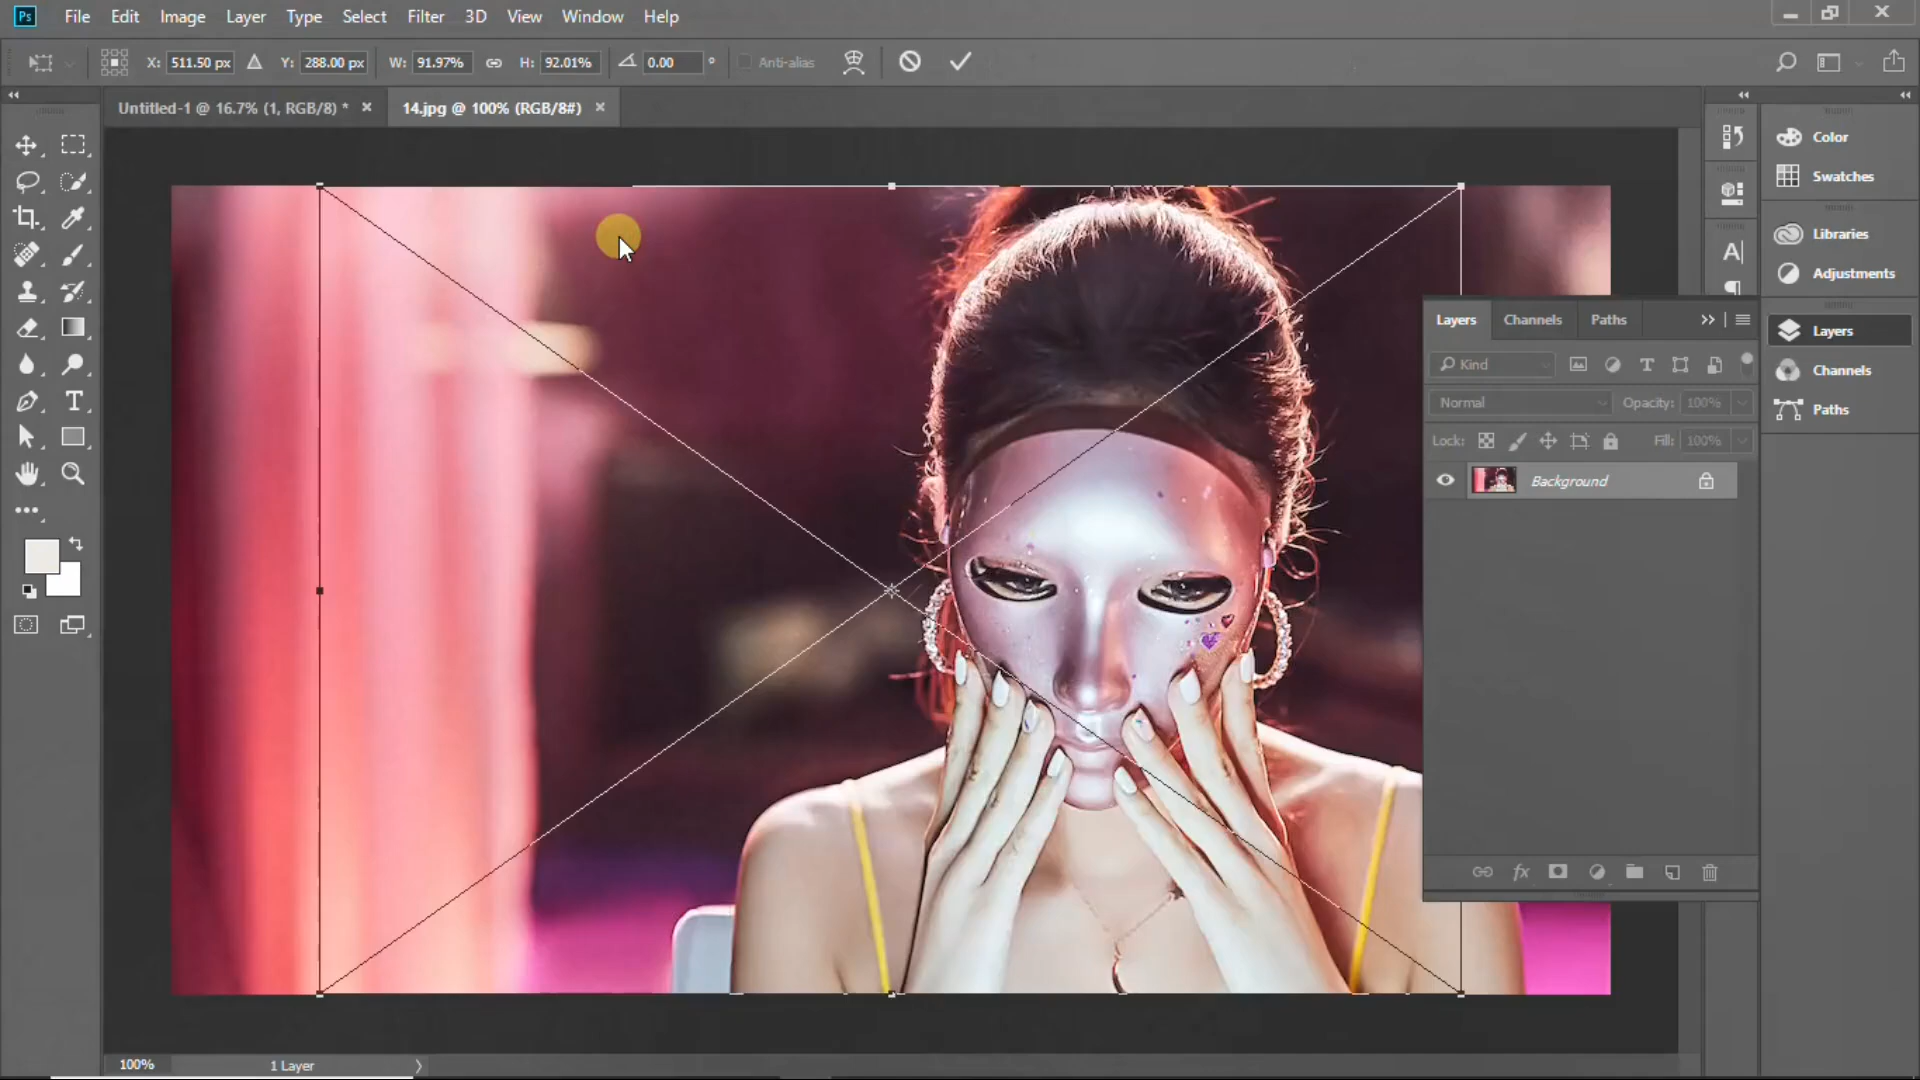 Ps File Edit Image Layer Type Select Filter 3D View Window Help
X: 511.50 px Y: 288.00 px W: 91.97% H: 92.01% 0.00 ° Anti-alias
Untitled-1 @ 16.7% (1, RGB/8) * × 14.jpg @ 100% (RGB/8#) ×
Color
Swatches
Libraries
Adjustments
Layers
Channels
Paths
Layers Channels Paths
Kind
Normal Opacity: 100%
Lock: Fill: 100%
Background
fx
100% 1 Layer